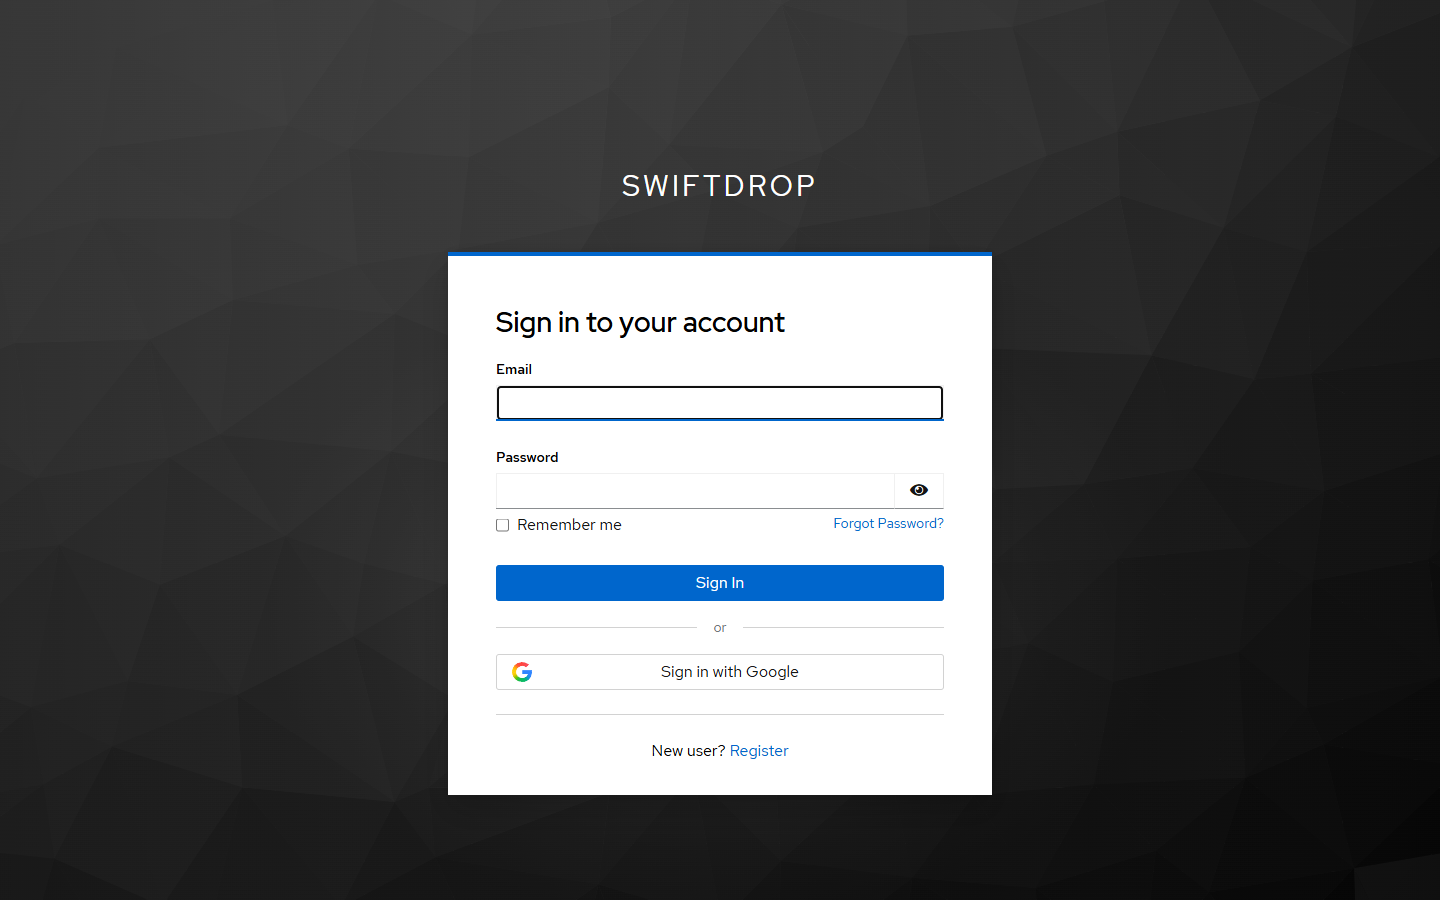 SWIFTDROP
Sign in to your account
Email
Password
Remember me
Forgot Password?
Sign In
or
Sign in with Google
New user? Register